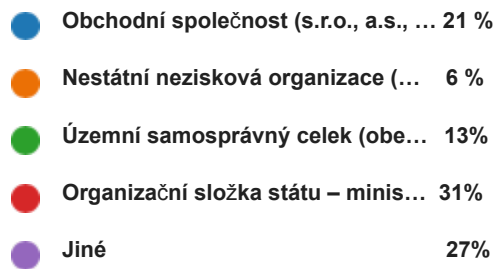 Obchodní společnost (s.r.o., a.s., … 21 %
Nestátní nezisková organizace (… 6 %
Územní samosprávný celek (obe… 13%
Organizační složka státu – minis… 31%
Jiné 27%